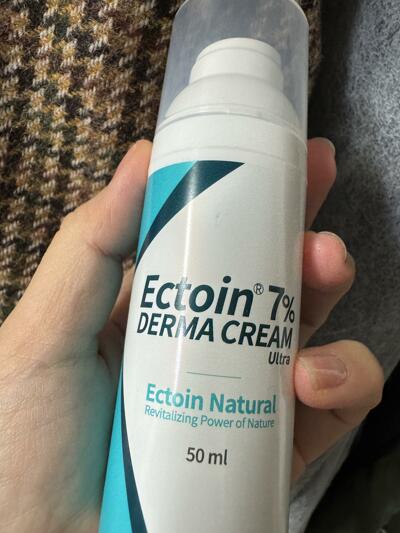 Ectoin® 7%
DERMA CREAM
Ultra
Ectoin Natural
Revitalizing Power of Nature
50 ml